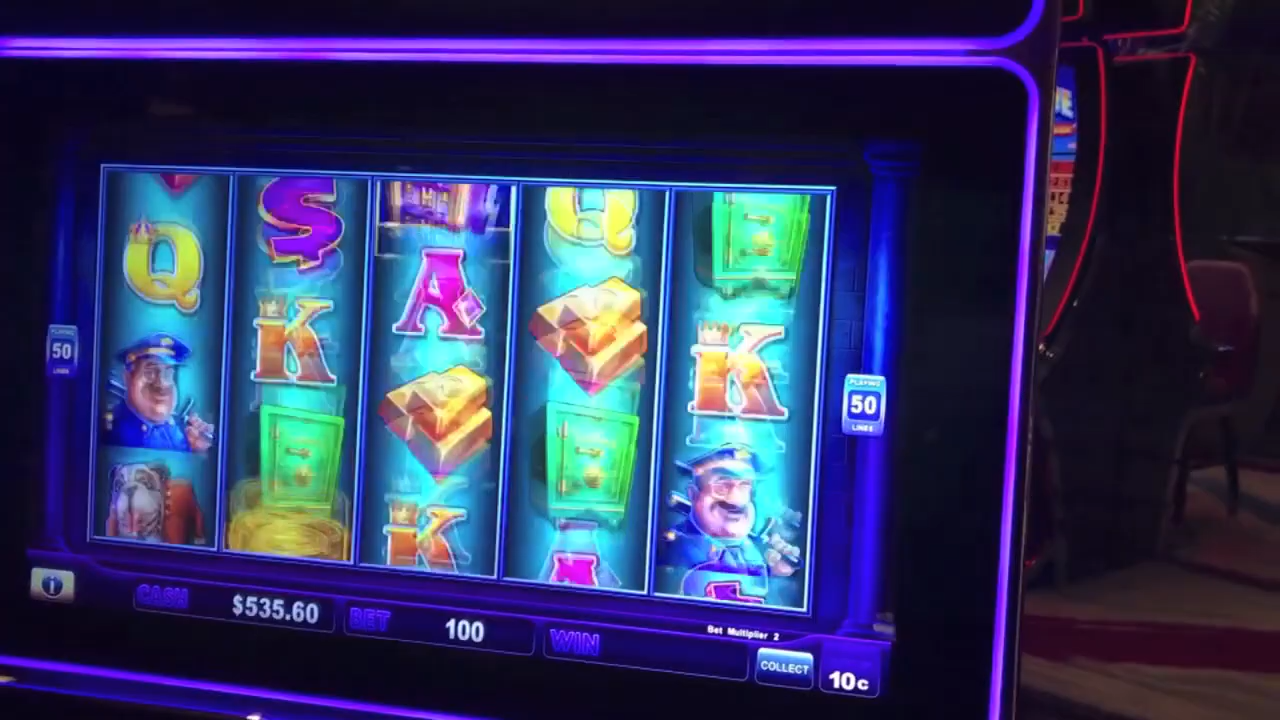 Q
$
A
Q
K
K
K
A
PLAYING
50
LINES
PLAYING
50
LINES
i
CASH
$535.60
BET
100
WIN
Bet Multiplier 2
COLLECT
10c